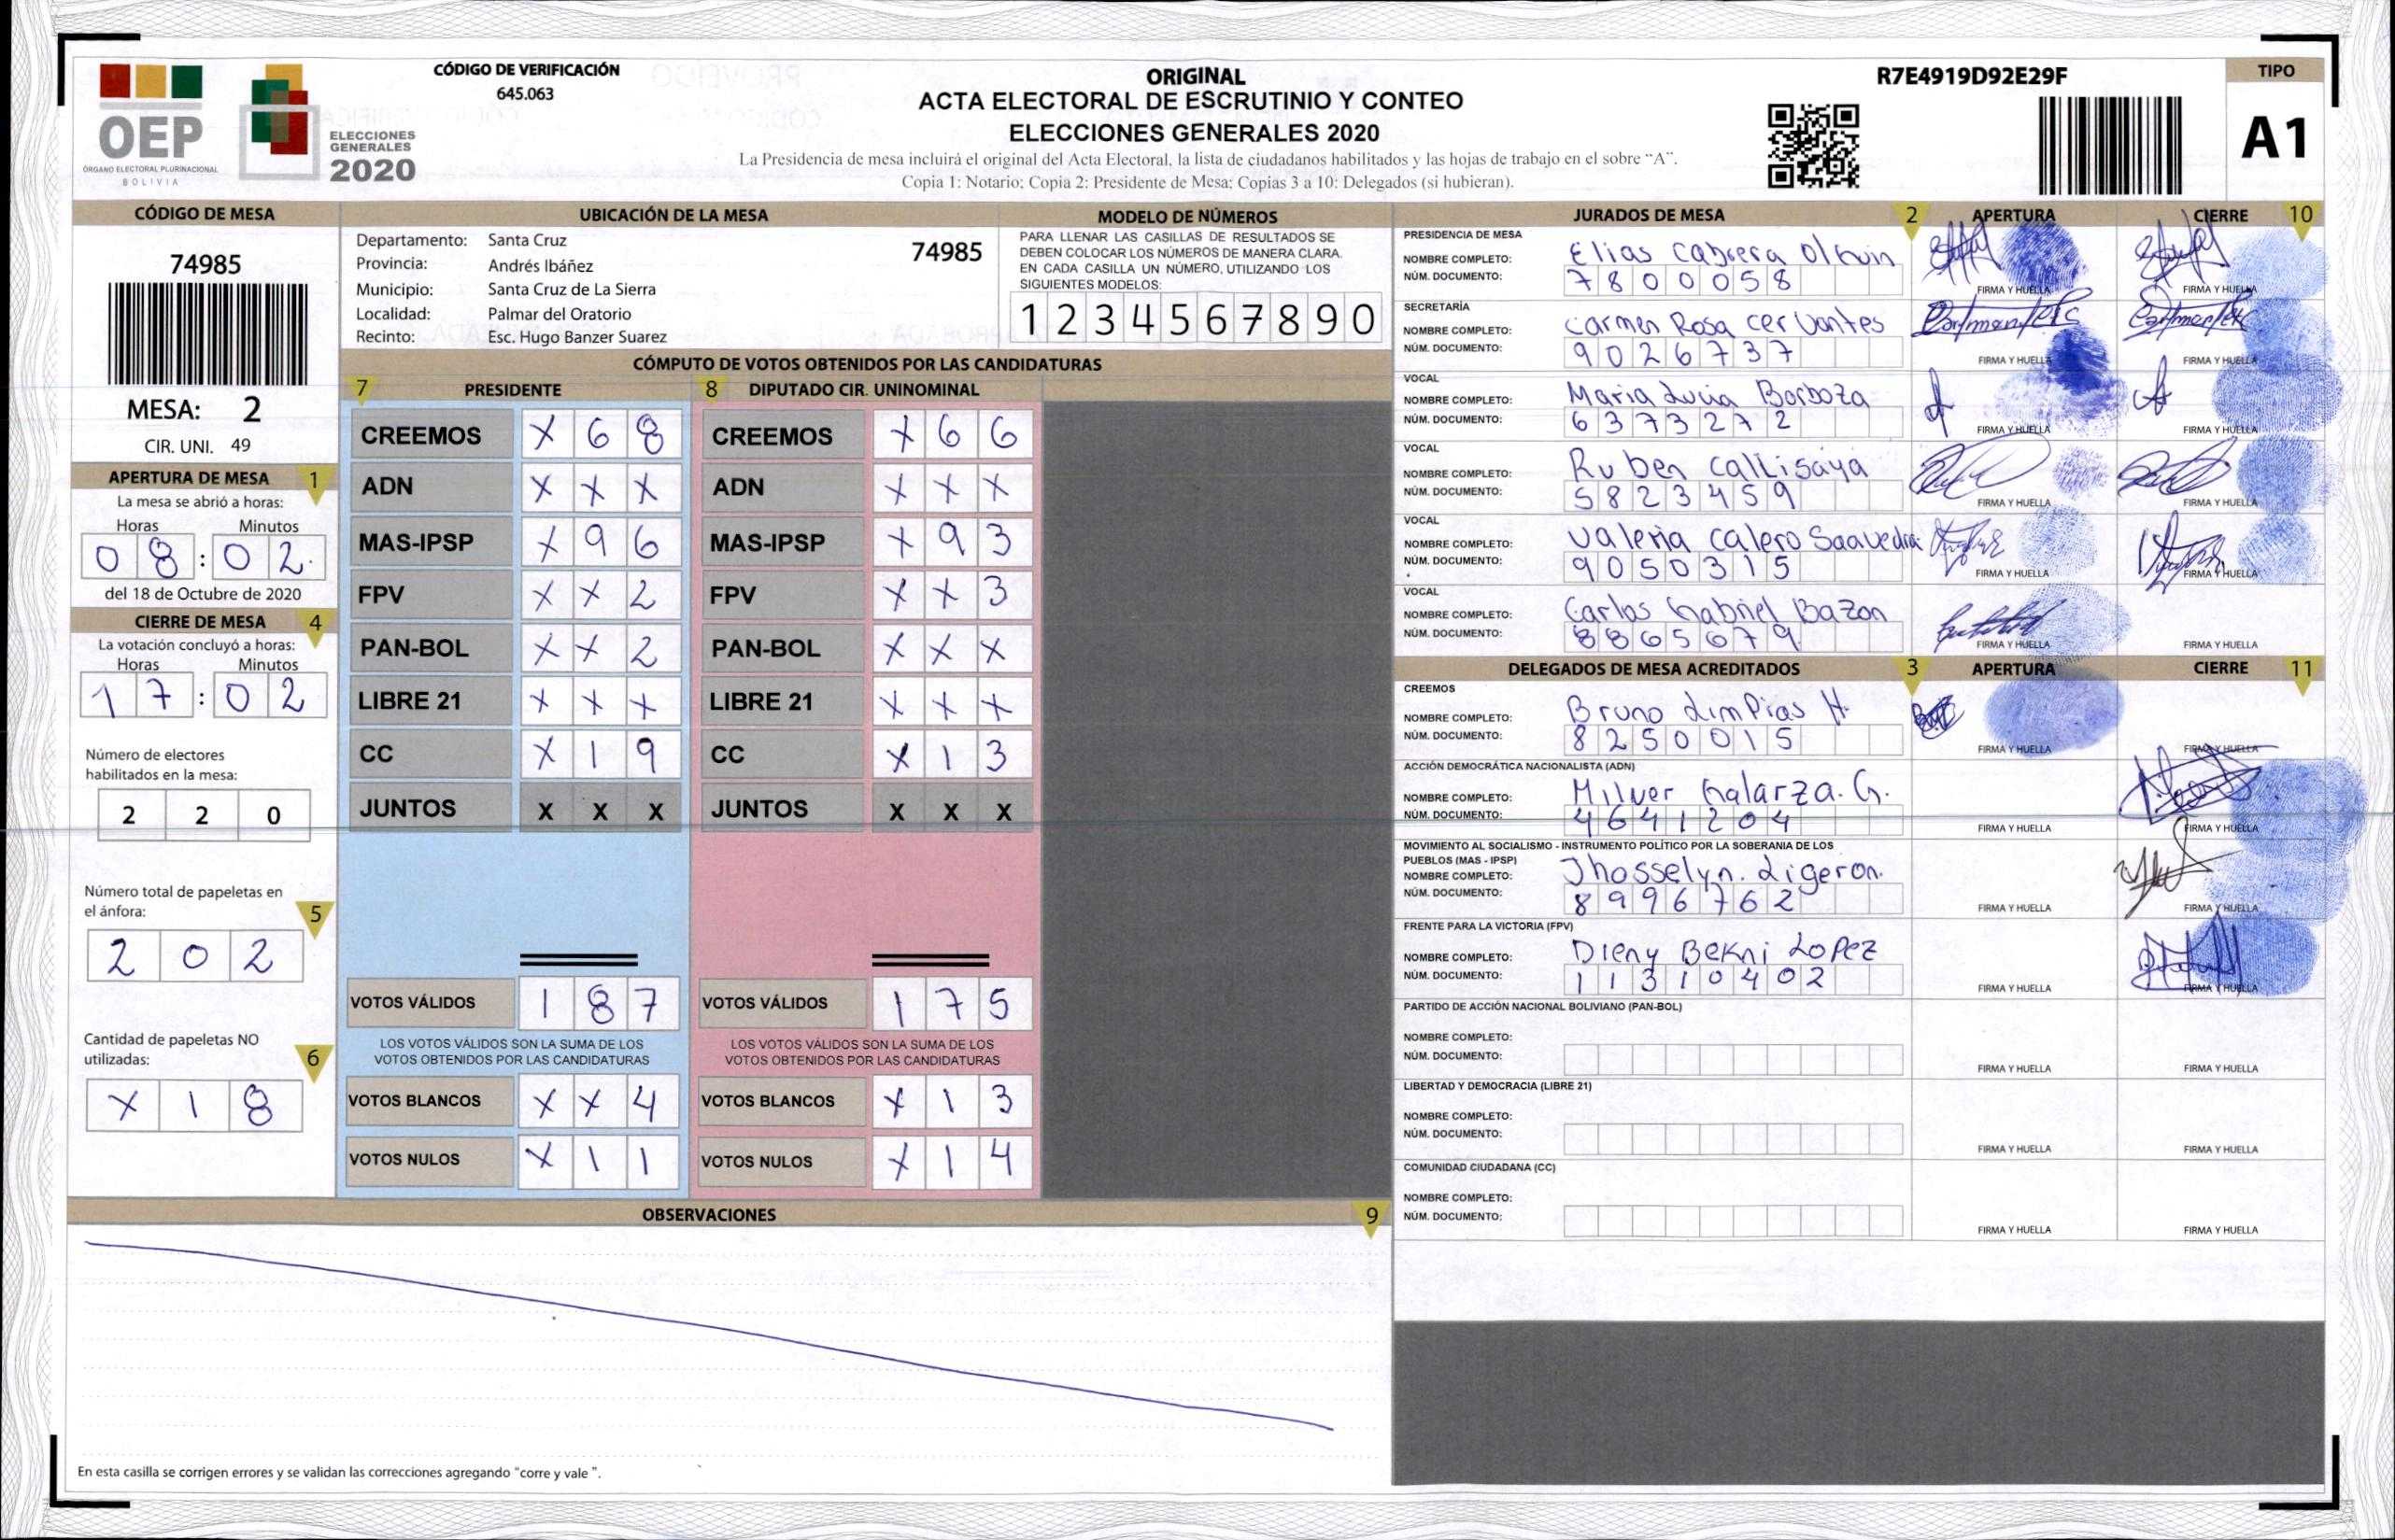 OEP
ÓRGANO ELECTORAL PLURINACIONAL
BOLIVIA
ELECCIONES
GENERALES
2020
CÓDIGO DE VERIFICACIÓN
645.063
ORIGINAL
ACTA ELECTORAL DE ESCRUTINIO Y CONTEO
ELECCIONES GENERALES 2020
La Presidencia de mesa incluirá el original del Acta Electoral, la lista de ciudadanos habilitados y las hojas de trabajo en el sobre “A”.
Copia 1: Notario; Copia 2: Presidente de Mesa; Copias 3 a 10: Delegados (si hubieran).
R7E4919D92E29F
TIPO
A1
CÓDIGO DE MESA
74985
MESA: 2
CIR. UNI. 49
APERTURA DE MESA 1
La mesa se abrió a horas:
Horas Minutos
0 8 : 0 2
del 18 de Octubre de 2020
CIERRE DE MESA 4
La votación concluyó a horas:
Horas Minutos
1 7 : 0 2
Número de electores
habilitados en la mesa:
2 2 0
Número total de papeletas en
el ánfora: 5
2 0 2
Cantidad de papeletas NO
utilizadas: 6
X 1 8
UBICACIÓN DE LA MESA
Departamento: Santa Cruz 74985
Provincia: Andrés Ibáñez
Municipio: Santa Cruz de La Sierra
Localidad: Palmar del Oratorio
Recinto: Esc. Hugo Banzer Suarez
MODELO DE NÚMEROS
PARA LLENAR LAS CASILLAS DE RESULTADOS SE
DEBEN COLOCAR LOS NÚMEROS DE MANERA CLARA.
EN CADA CASILLA UN NÚMERO, UTILIZANDO LOS
SIGUIENTES MODELOS:
1 2 3 4 5 6 7 8 9 0
CÓMPUTO DE VOTOS OBTENIDOS POR LAS CANDIDATURAS
7 PRESIDENTE
CREEMOS X 6 8
ADN X X X
MAS-IPSP X 9 6
FPV X X 2
PAN-BOL X X 2
LIBRE 21 X X X
CC X 1 9
JUNTOS X X X
VOTOS VÁLIDOS 1 8 7
LOS VOTOS VÁLIDOS SON LA SUMA DE LOS
VOTOS OBTENIDOS POR LAS CANDIDATURAS
VOTOS BLANCOS X X 4
VOTOS NULOS X 1 1
8 DIPUTADO CIR. UNINOMINAL
CREEMOS X 6 6
ADN X X X
MAS-IPSP X 9 3
FPV X X 3
PAN-BOL X X X
LIBRE 21 X X X
CC X 1 3
JUNTOS X X X
VOTOS VÁLIDOS 1 7 5
LOS VOTOS VÁLIDOS SON LA SUMA DE LOS
VOTOS OBTENIDOS POR LAS CANDIDATURAS
VOTOS BLANCOS X 1 3
VOTOS NULOS X 1 4
OBSERVACIONES 9
En esta casilla se corrigen errores y se validan las correcciones agregando "corre y vale".
JURADOS DE MESA 2 APERTURA CIERRE 10
PRESIDENCIA DE MESA
NOMBRE COMPLETO: Elias Cabrera Olguin
NÚM. DOCUMENTO: 7800058
FIRMA Y HUELLA FIRMA Y HUELLA
SECRETARÍA
NOMBRE COMPLETO: Carmen Rosa Cervantes
NÚM. DOCUMENTO: 9026737
FIRMA Y HUELLA FIRMA Y HUELLA
VOCAL
NOMBRE COMPLETO: Maria Lucia Borboza
NÚM. DOCUMENTO: 6373272
FIRMA Y HUELLA FIRMA Y HUELLA
VOCAL
NOMBRE COMPLETO: Ruben Callisaya
NÚM. DOCUMENTO: 5823459
FIRMA Y HUELLA FIRMA Y HUELLA
VOCAL
NOMBRE COMPLETO: Valeria Calero Saavedra
NÚM. DOCUMENTO: 9050315
FIRMA Y HUELLA FIRMA Y HUELLA
VOCAL
NOMBRE COMPLETO: Carlos Gabriel Bazon
NÚM. DOCUMENTO: 8865679
FIRMA Y HUELLA FIRMA Y HUELLA
DELEGADOS DE MESA ACREDITADOS 3 APERTURA CIERRE 11
CREEMOS
NOMBRE COMPLETO: Bruno Limpias H.
NÚM. DOCUMENTO: 8250015
FIRMA Y HUELLA FIRMA Y HUELLA
ACCIÓN DEMOCRÁTICA NACIONALISTA (ADN)
NOMBRE COMPLETO: Milver Galarza. G.
NÚM. DOCUMENTO: 4641204
FIRMA Y HUELLA FIRMA Y HUELLA
MOVIMIENTO AL SOCIALISMO - INSTRUMENTO POLÍTICO POR LA SOBERANIA DE LOS
PUEBLOS (MAS - IPSP)
NOMBRE COMPLETO: Jhosselyn. Ligeron.
NÚM. DOCUMENTO: 8996762
FIRMA Y HUELLA FIRMA Y HUELLA
FRENTE PARA LA VICTORIA (FPV)
NOMBRE COMPLETO: Dieny Bekni Lopez
NÚM. DOCUMENTO: 11310402
FIRMA Y HUELLA FIRMA Y HUELLA
PARTIDO DE ACCIÓN NACIONAL BOLIVIANO (PAN-BOL)
NOMBRE COMPLETO:
NÚM. DOCUMENTO:
FIRMA Y HUELLA FIRMA Y HUELLA
LIBERTAD Y DEMOCRACIA (LIBRE 21)
NOMBRE COMPLETO:
NÚM. DOCUMENTO:
FIRMA Y HUELLA FIRMA Y HUELLA
COMUNIDAD CIUDADANA (CC)
NOMBRE COMPLETO:
NÚM. DOCUMENTO:
FIRMA Y HUELLA FIRMA Y HUELLA